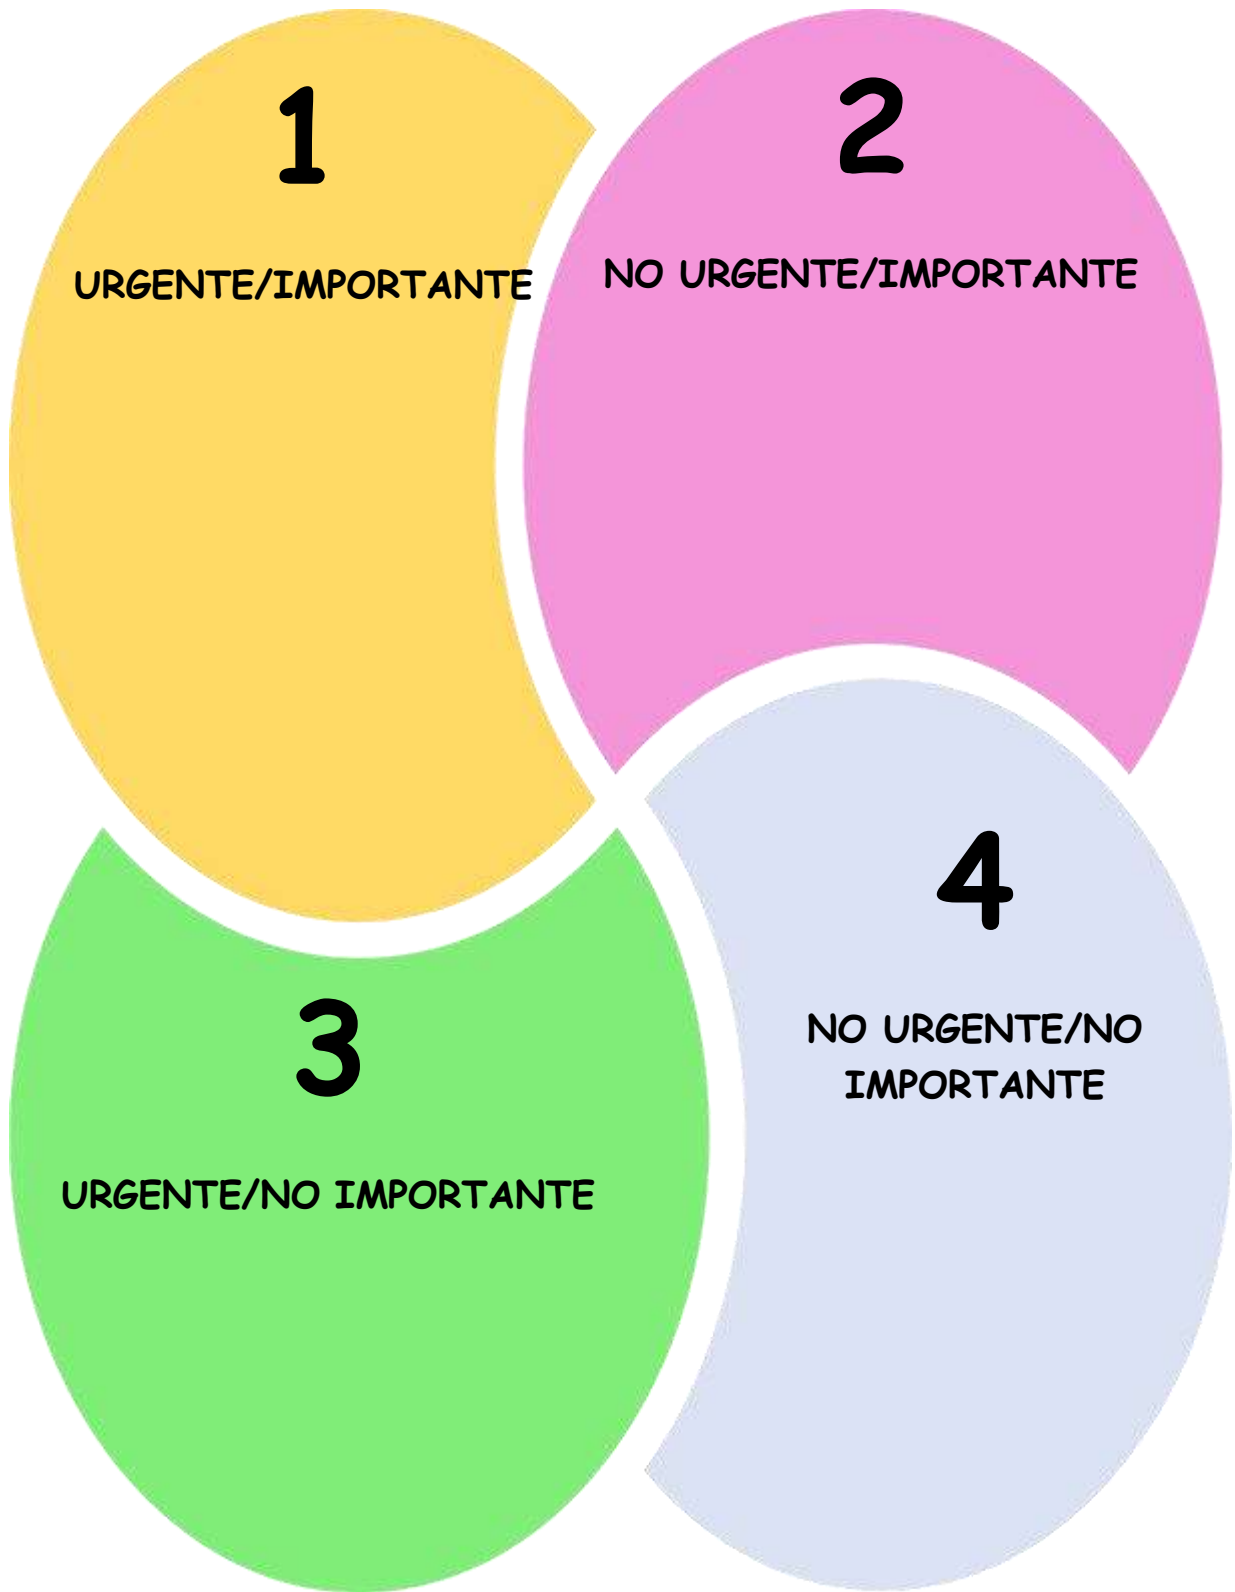 1
URGENTE/IMPORTANTE
2
NO URGENTE/IMPORTANTE
3
URGENTE/NO IMPORTANTE
4
NO URGENTE/NO
IMPORTANTE